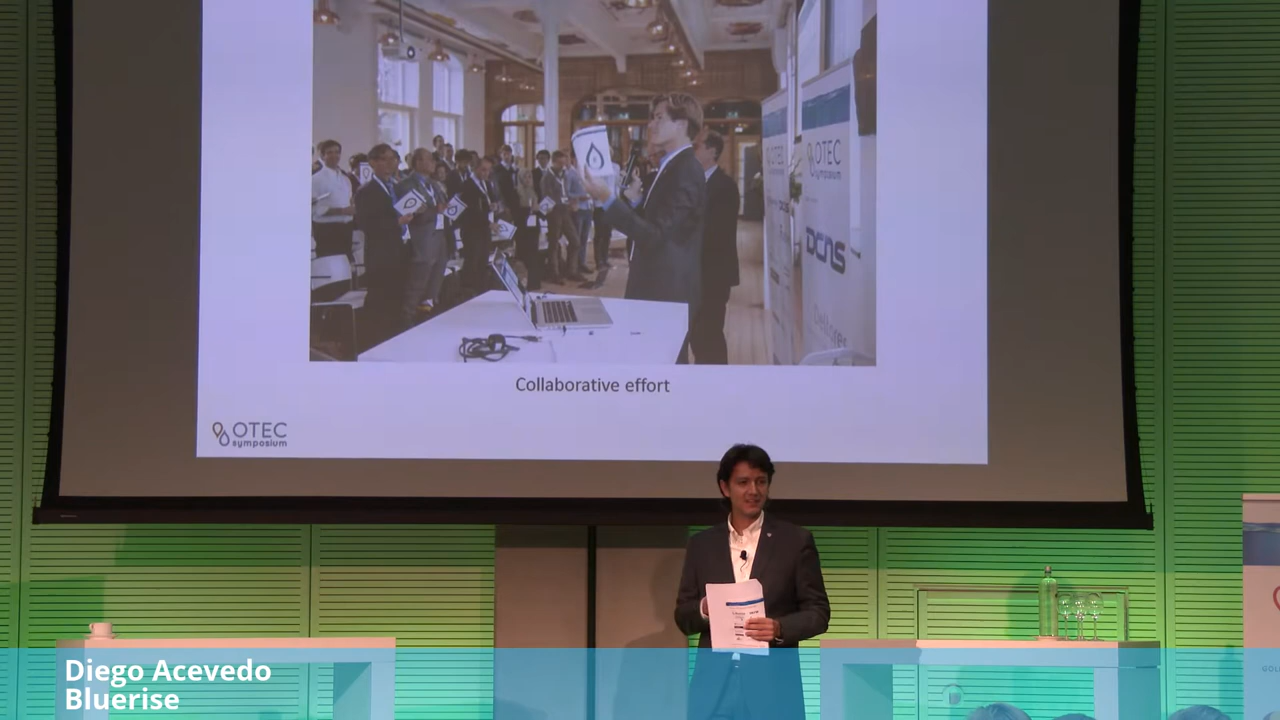 OTEC
symposium
DCNS
Collaborative effort
OTEC
symposium
Diego Acevedo
Bluerise